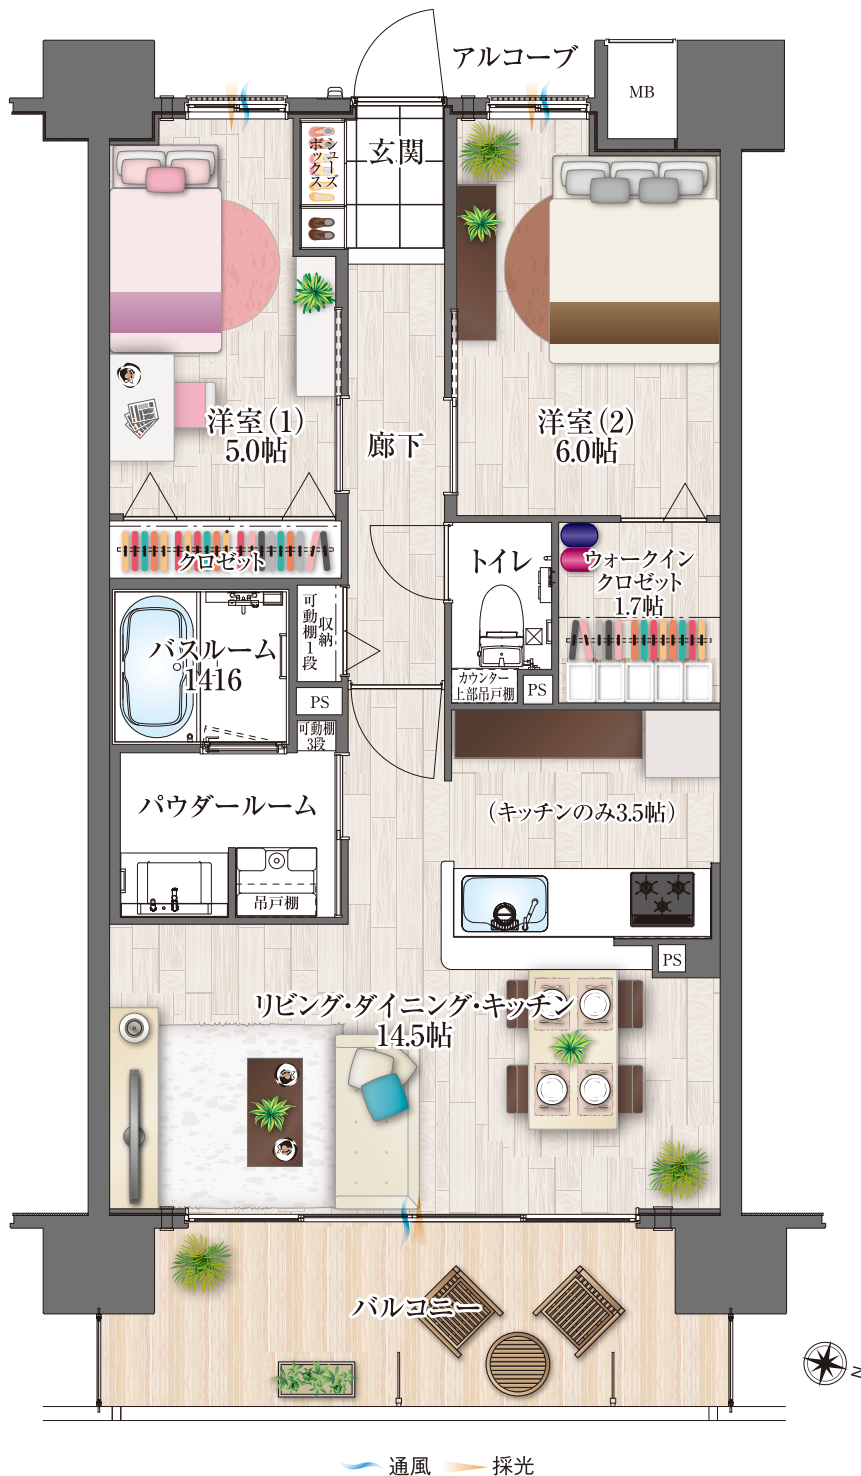 アルコーブ
MB
シューズ
ボックス
玄関
洋室(1)
5.0帖
廊下
洋室(2)
6.0帖
クロゼット
トイレ
ウォークイン
クロゼット
1.7帖
バスルーム
1416
収納
可動棚1段
カウンター
上部吊戸棚
PS
PS
可動棚
3段
パウダールーム
(キッチンのみ3.5帖)
吊戸棚
PS
リビング・ダイニング・キッチン
14.5帖
バルコニー
N
通風
採光